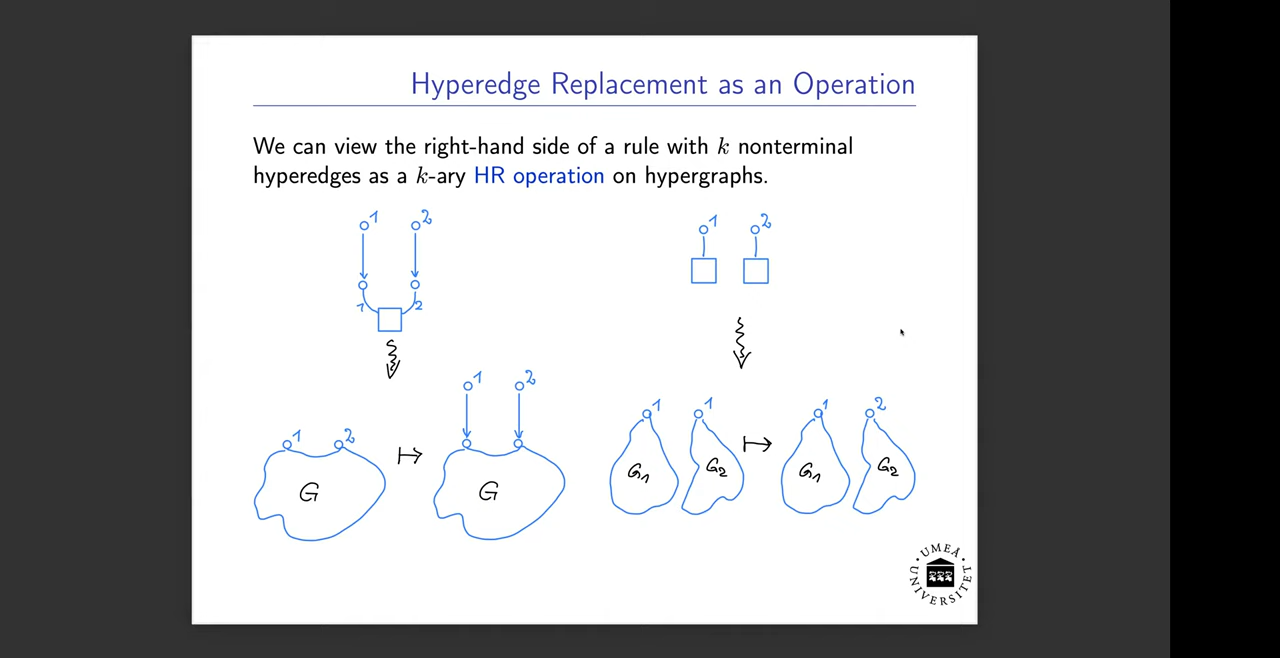 Hyperedge Replacement as an Operation
We can view the right-hand side of a rule with k nonterminal
hyperedges as a k-ary HR operation on hypergraphs.
1 2
1 2
1 2
1 2
1 2
G ↦ G
1 1 ↦ 1 2
G1 G2 G1 G2
UMEÅ UNIVERSITET